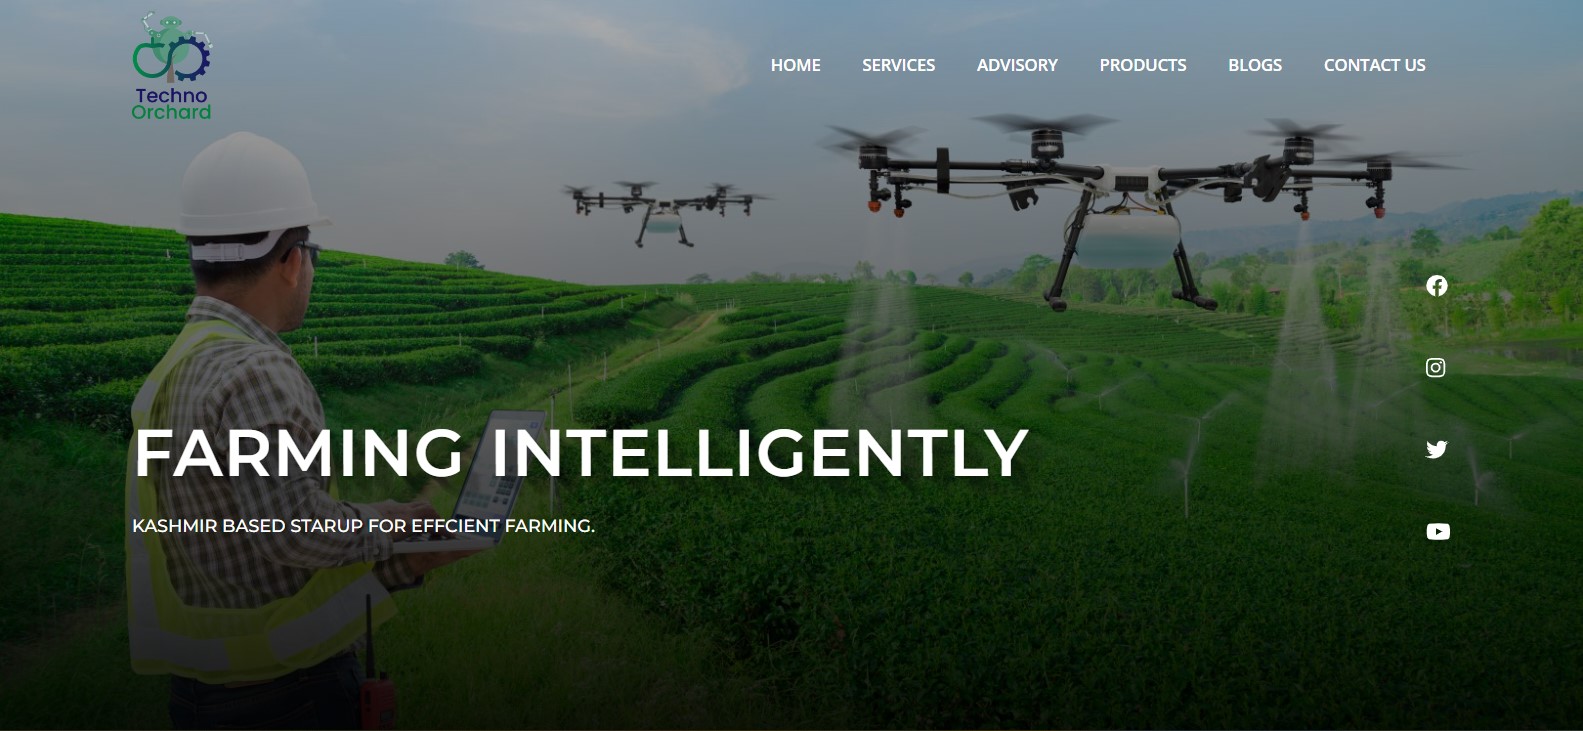 Techno
Orchard
HOME SERVICES ADVISORY PRODUCTS BLOGS CONTACT US
FARMING INTELLIGENTLY
KASHMIR BASED STARUP FOR EFFCIENT FARMING.